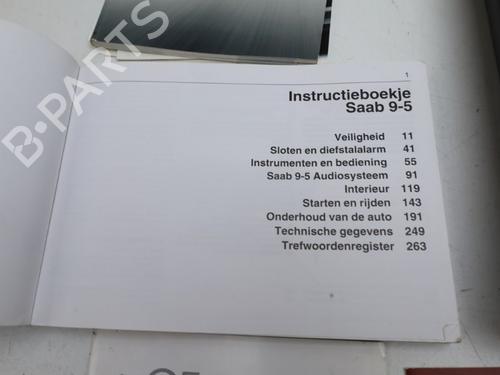 1
Instructieboekje
Saab 9-5
Veiligheid 11
Sloten en diefstalalarm 41
Instrumenten en bediening 55
Saab 9-5 Audiosysteem 91
Interieur 119
Starten en rijden 143
Onderhoud van de auto 191
Technische gegevens 249
Trefwoordenregister 263
B-PARTS